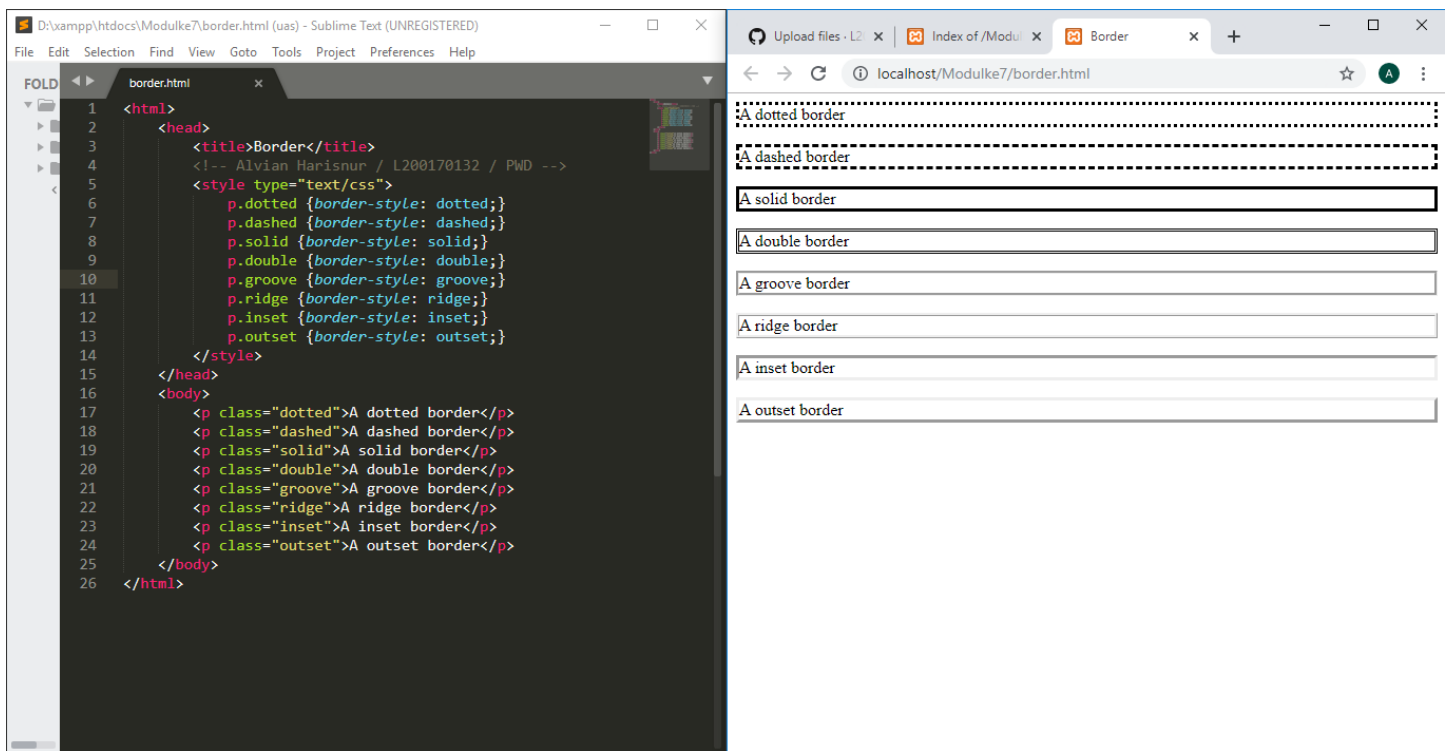 D:\xampp\htdocs\Modulke7\border.html (uas) - Sublime Text (UNREGISTERED)
File Edit Selection Find View Goto Tools Project Preferences Help
FOLD
border.html
1 <html>
2 <head>
3 <title>Border</title>
4 <!-- Alvian Harisnur / L200170132 / PWD -->
5 <style type="text/css">
6 p.dotted {border-style: dotted;}
7 p.dashed {border-style: dashed;}
8 p.solid {border-style: solid;}
9 p.double {border-style: double;}
10 p.groove {border-style: groove;}
11 p.ridge {border-style: ridge;}
12 p.inset {border-style: inset;}
13 p.outset {border-style: outset;}
14 </style>
15 </head>
16 <body>
17 <p class="dotted">A dotted border</p>
18 <p class="dashed">A dashed border</p>
19 <p class="solid">A solid border</p>
20 <p class="double">A double border</p>
21 <p class="groove">A groove border</p>
22 <p class="ridge">A ridge border</p>
23 <p class="inset">A inset border</p>
24 <p class="outset">A outset border</p>
25 </body>
26 </html>
Upload files · L2
Index of /Modul
Border
localhost/Modulke7/border.html
A
A dotted border
A dashed border
A solid border
A double border
A groove border
A ridge border
A inset border
A outset border